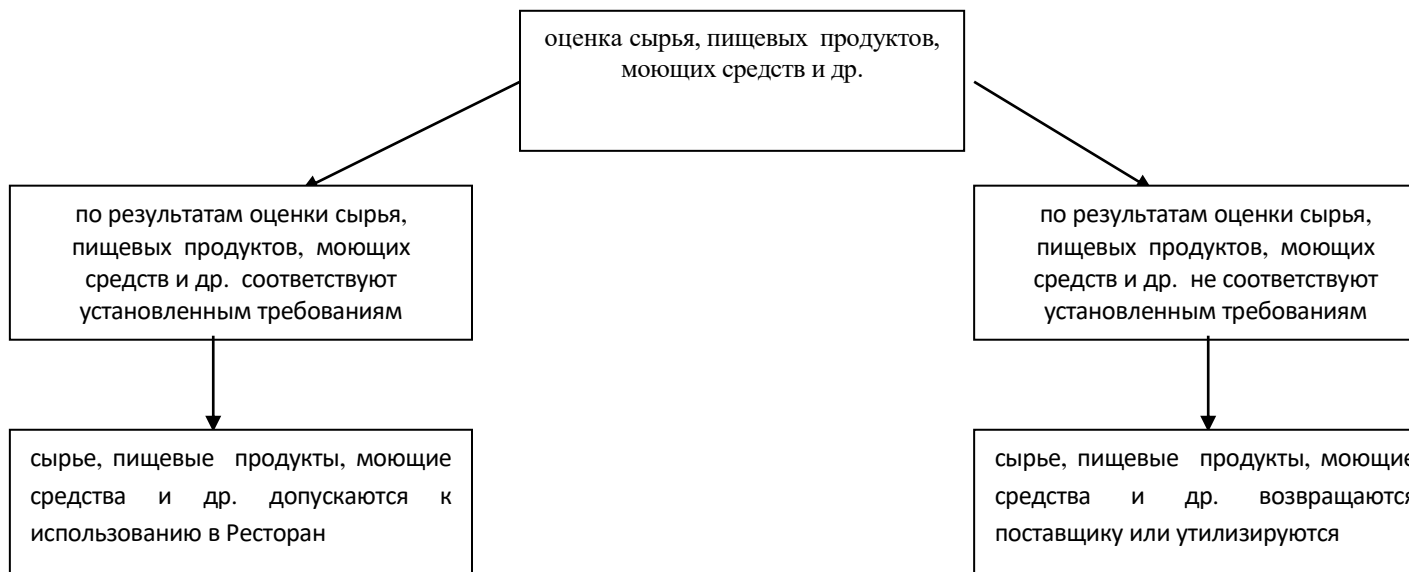 оценка сырья, пищевых продуктов,
моющих средств и др.
по результатам оценки сырья,
пищевых продуктов, моющих
средств и др. соответствуют
установленным требованиям
по результатам оценки сырья,
пищевых продуктов, моющих
средств и др. не соответствуют
установленным требованиям
сырье, пищевые продукты, моющие
средства и др. допускаются к
использованию в Ресторан
сырье, пищевые продукты, моющие
средства и др. возвращаются
поставщику или утилизируются